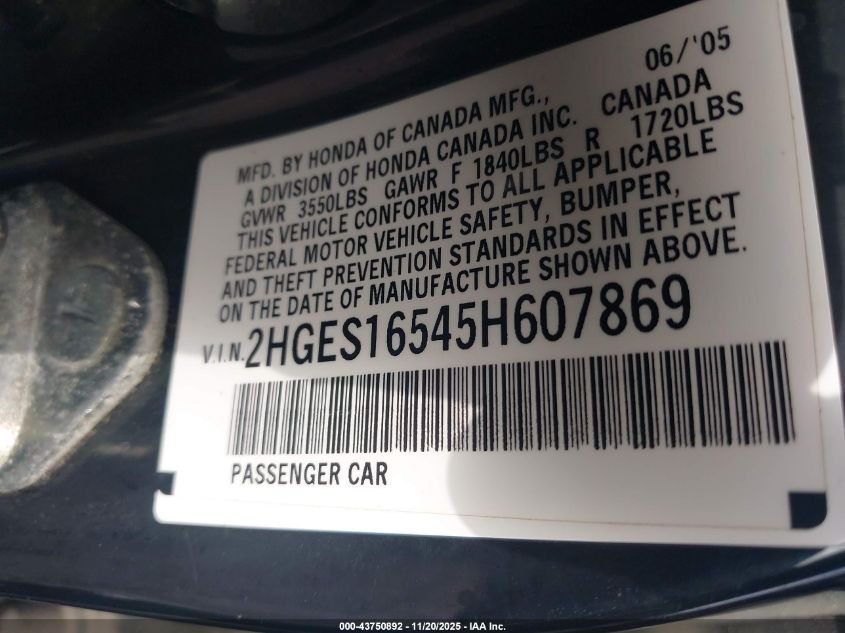 06/'05
MFD. BY HONDA OF CANADA MFG.,
A DIVISION OF HONDA CANADA INC. CANADA
GVWR 3550LBS GAWR F 1840LBS R 1720LBS
THIS VEHICLE CONFORMS TO ALL APPLICABLE
FEDERAL MOTOR VEHICLE SAFETY, BUMPER,
AND THEFT PREVENTION STANDARDS IN EFFECT
ON THE DATE OF MANUFACTURE SHOWN ABOVE.
V.I.N. 2HGES16545H607869
PASSENGER CAR
000-43750892 - 11/20/2025 - IAA Inc.